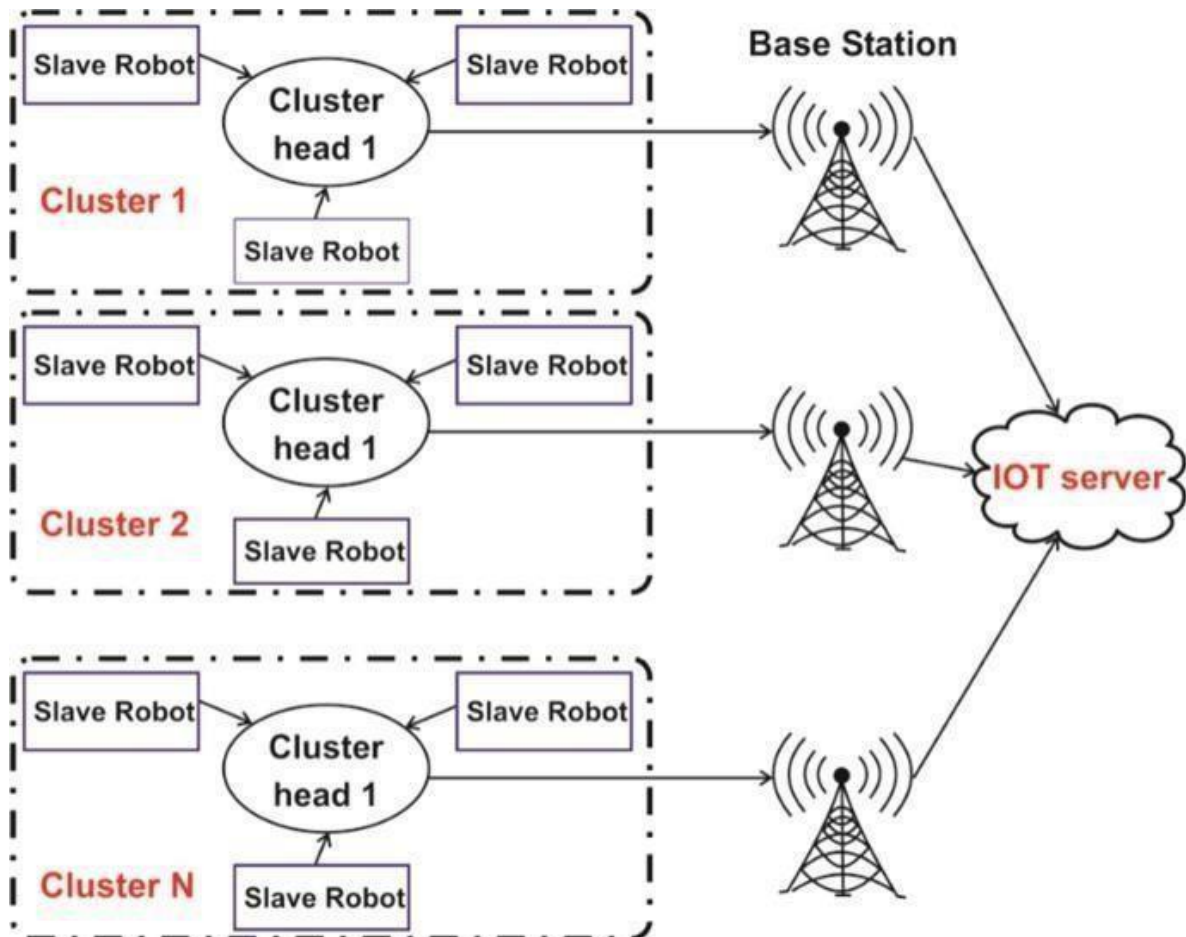 Slave Robot
Slave Robot
Base Station
Cluster
head 1
Cluster 1
Slave Robot
Slave Robot
Slave Robot
Cluster
head 1
IOT server
Cluster 2
Slave Robot
Slave Robot
Slave Robot
Cluster
head 1
Cluster N
Slave Robot